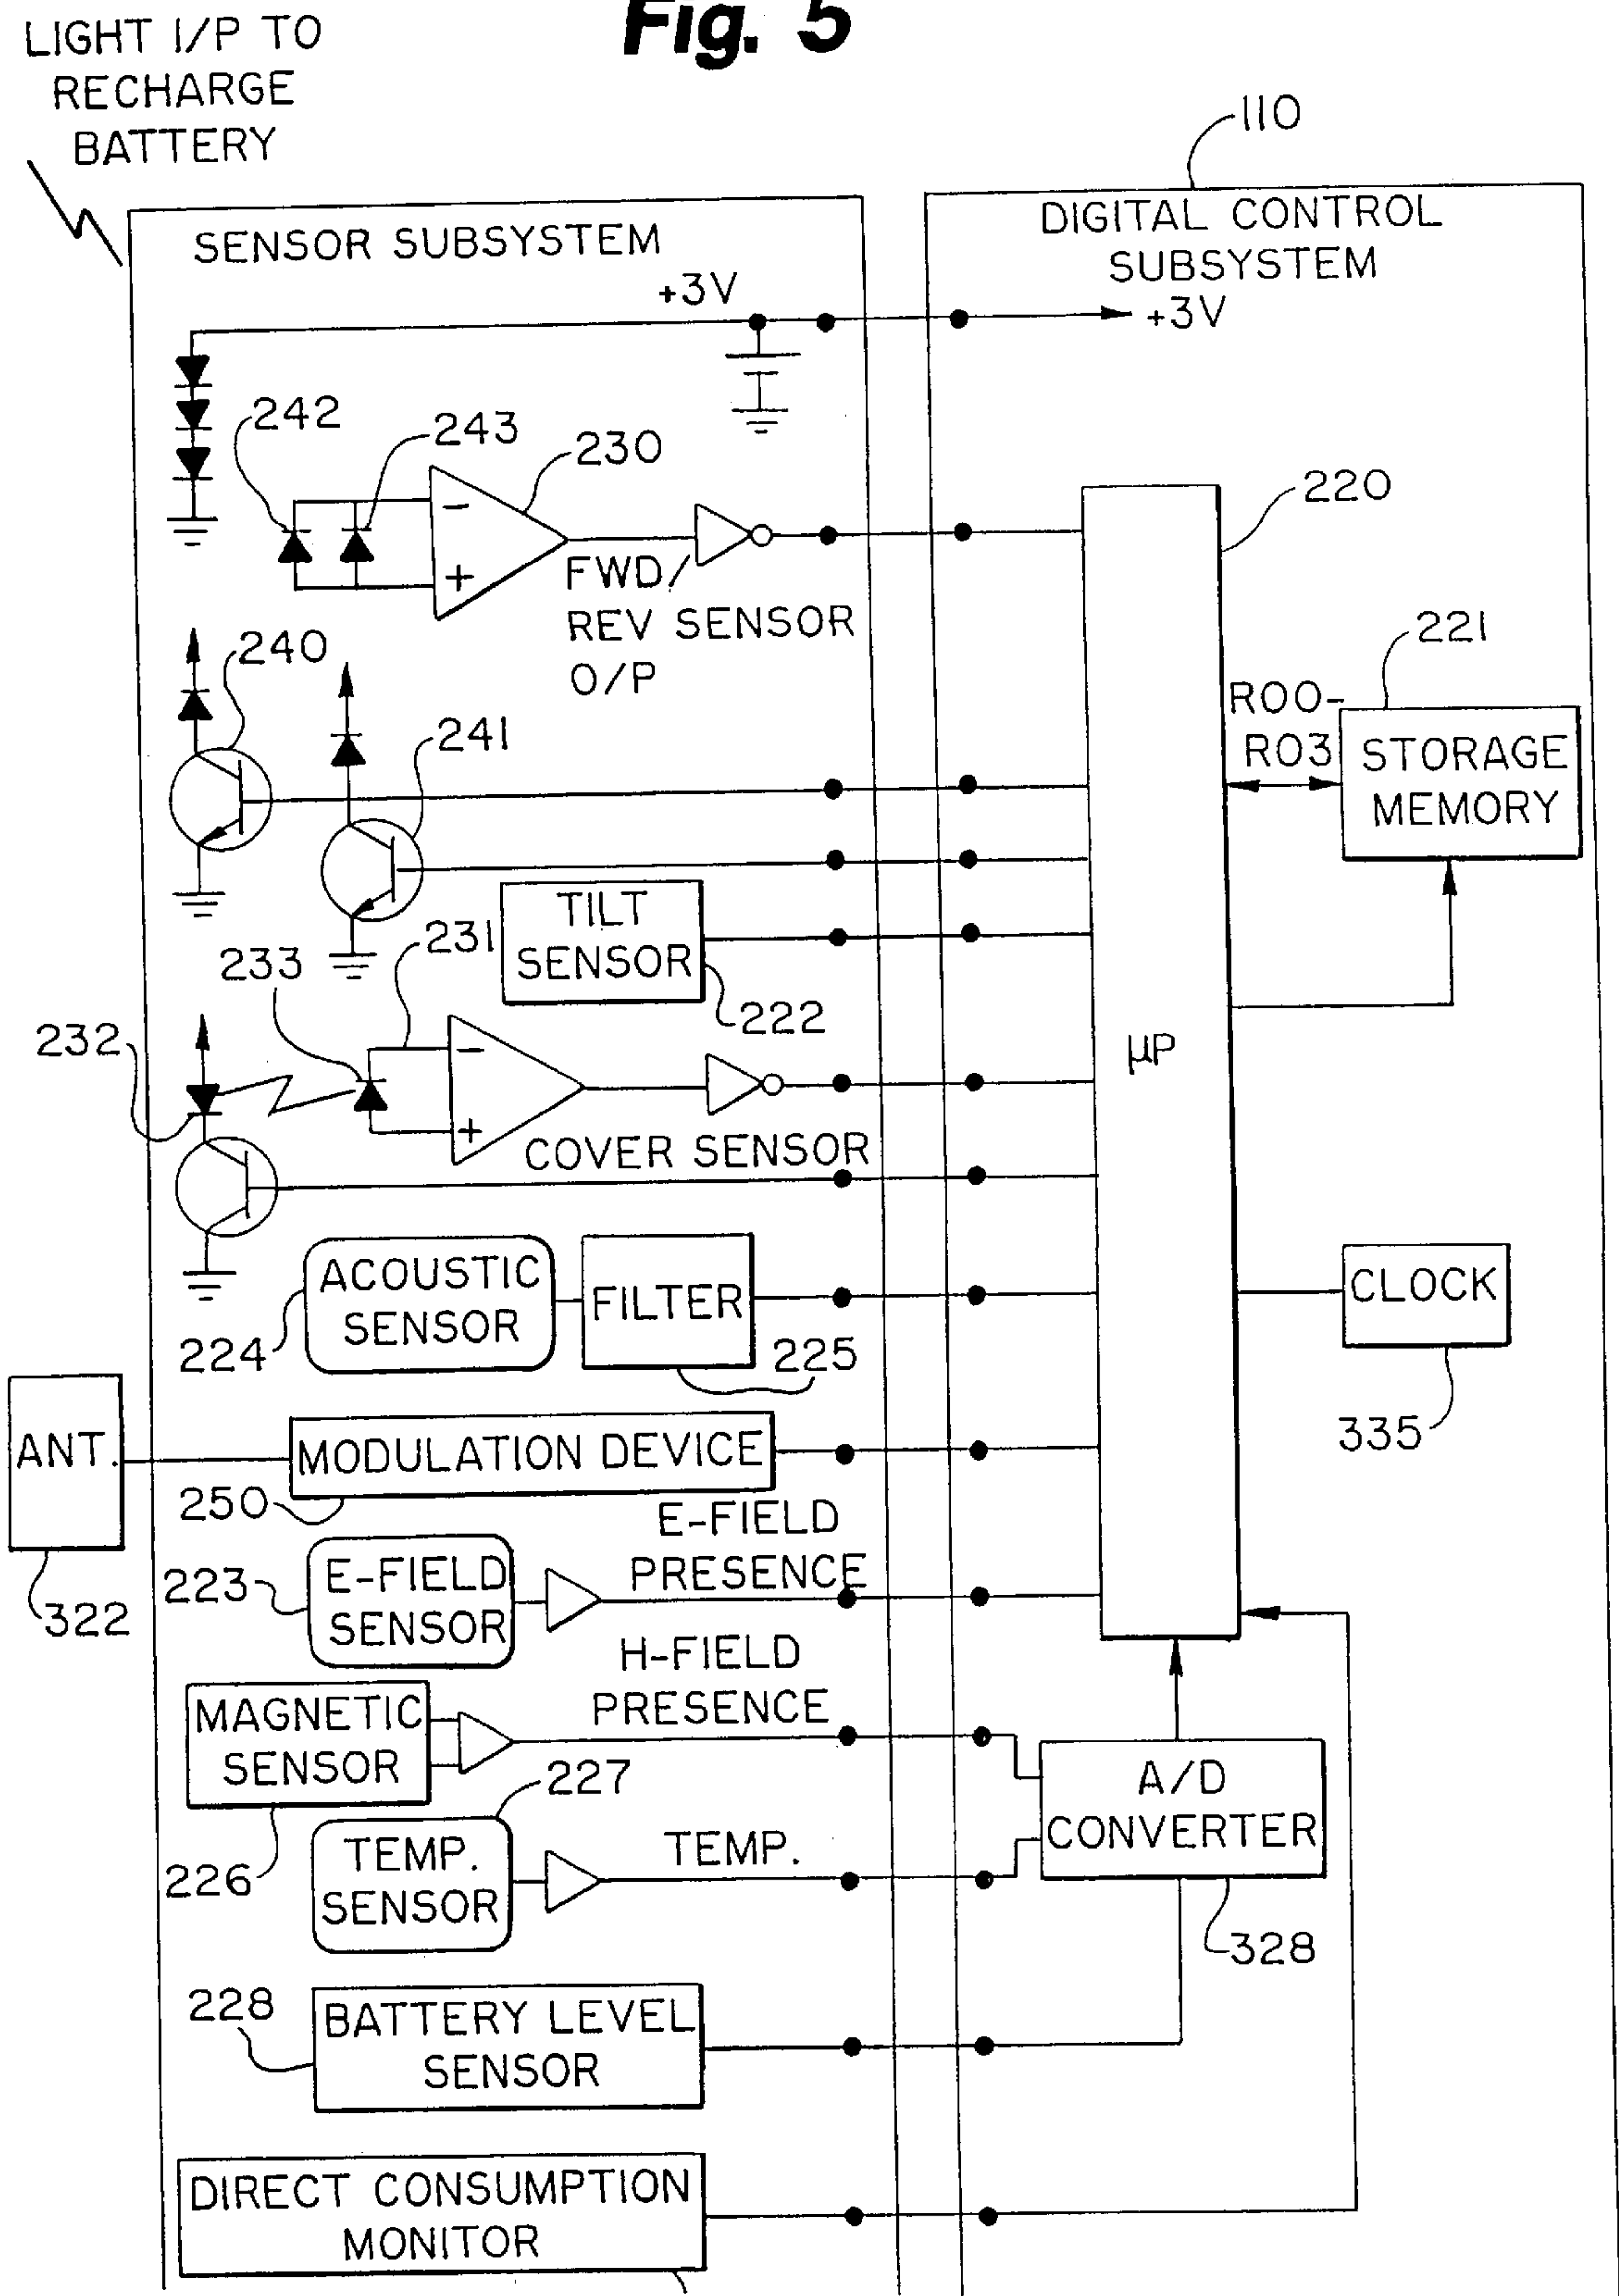 Fig. 5
LIGHT I/P TO
RECHARGE
BATTERY
110
SENSOR SUBSYSTEM
DIGITAL CONTROL
SUBSYSTEM
+3V
+3V
242
243
230
220
−
+
FWD/
REV SENSOR
O/P
240
241
221
R00-
R03
STORAGE
MEMORY
TILT
SENSOR
222
231
233
232
−
+
μP
COVER SENSOR
ACOUSTIC
SENSOR
FILTER
224
225
CLOCK
335
ANT.
322
MODULATION DEVICE
250
E-FIELD
PRESENCE
E-FIELD
SENSOR
223
H-FIELD
PRESENCE
MAGNETIC
SENSOR
226
227
TEMP.
SENSOR
TEMP.
A/D
CONVERTER
328
228
BATTERY LEVEL
SENSOR
DIRECT CONSUMPTION
MONITOR